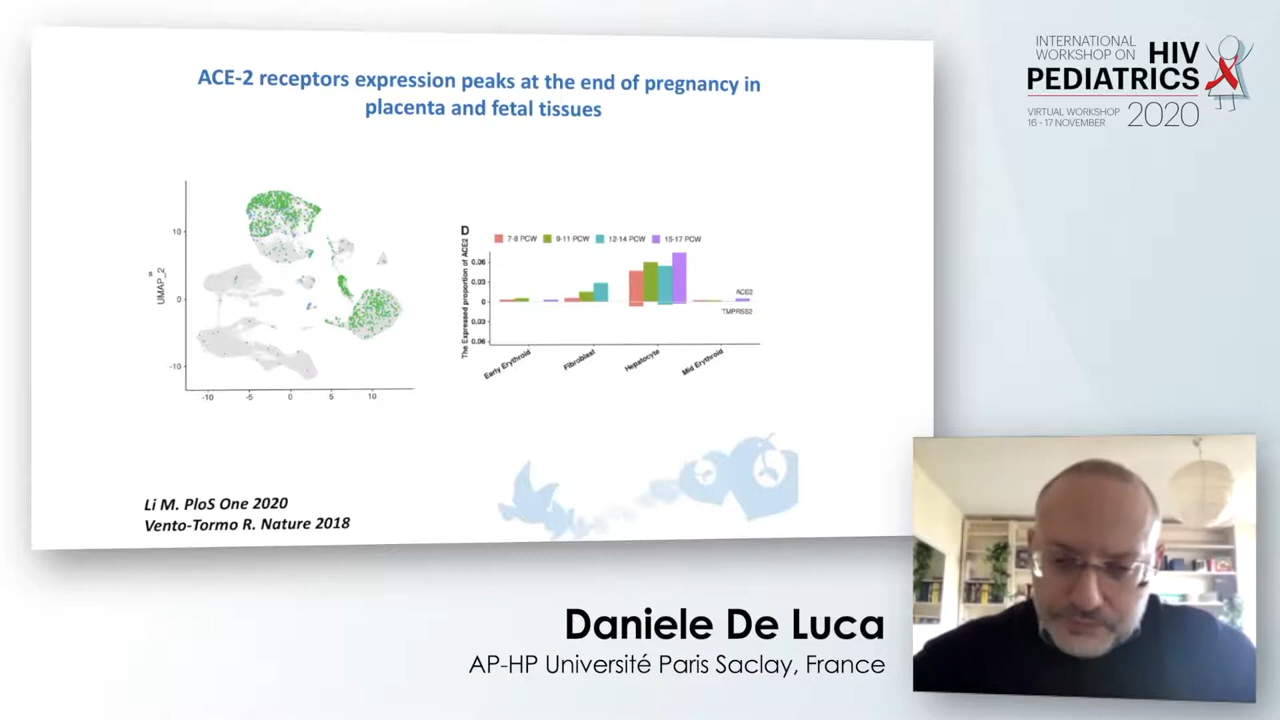 ACE-2 receptors expression peaks at the end of pregnancy in
placenta and fetal tissues
UMAP_2
10
0
-10
-10
-5
0
5
10
D
7-8 PCW
9-11 PCW
12-14 PCW
15-17 PCW
The Expressed proportion of ACE2
0.06
0.03
0
0.03
0.06
ACE2
TMPRSS2
Early Erythroid
Fibroblast
Hepatocyte
Mid Erythroid
Li M. PloS One 2020
Vento-Tormo R. Nature 2018
INTERNATIONAL
WORKSHOP ON HIV
PEDIATRICS
VIRTUAL WORKSHOP
16 - 17 NOVEMBER 2020
Daniele De Luca
AP-HP Université Paris Saclay, France